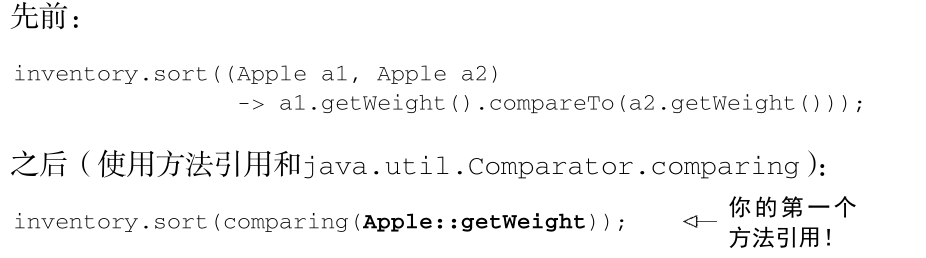 先前：
inventory.sort((Apple a1, Apple a2)
-> a1.getWeight().compareTo(a2.getWeight()));
之后（使用方法引用和java.util.Comparator.comparing）：
inventory.sort(comparing(Apple::getWeight));
你的第一个
方法引用！